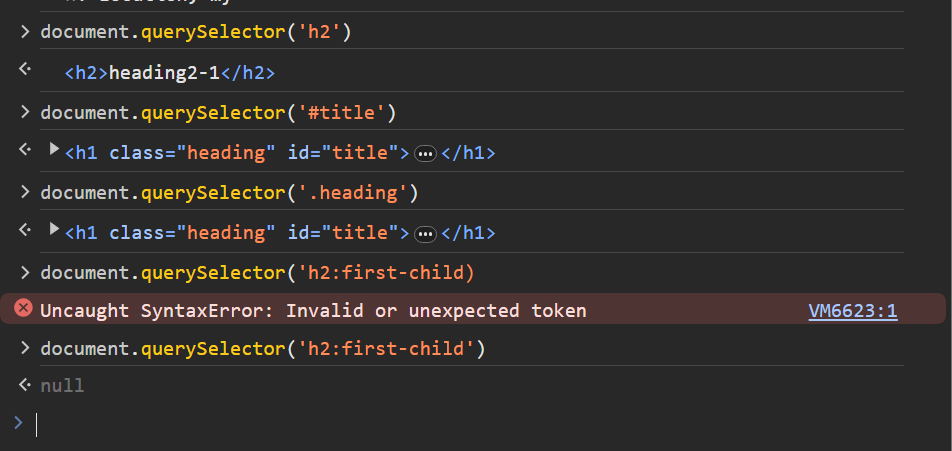 document.querySelector('h2')
<h2>heading2-1</h2>
document.querySelector('#title')
<h1 class="heading" id="title">…</h1>
document.querySelector('.heading')
<h1 class="heading" id="title">…</h1>
document.querySelector('h2:first-child)
Uncaught SyntaxError: Invalid or unexpected token VM6623:1
document.querySelector('h2:first-child')
null